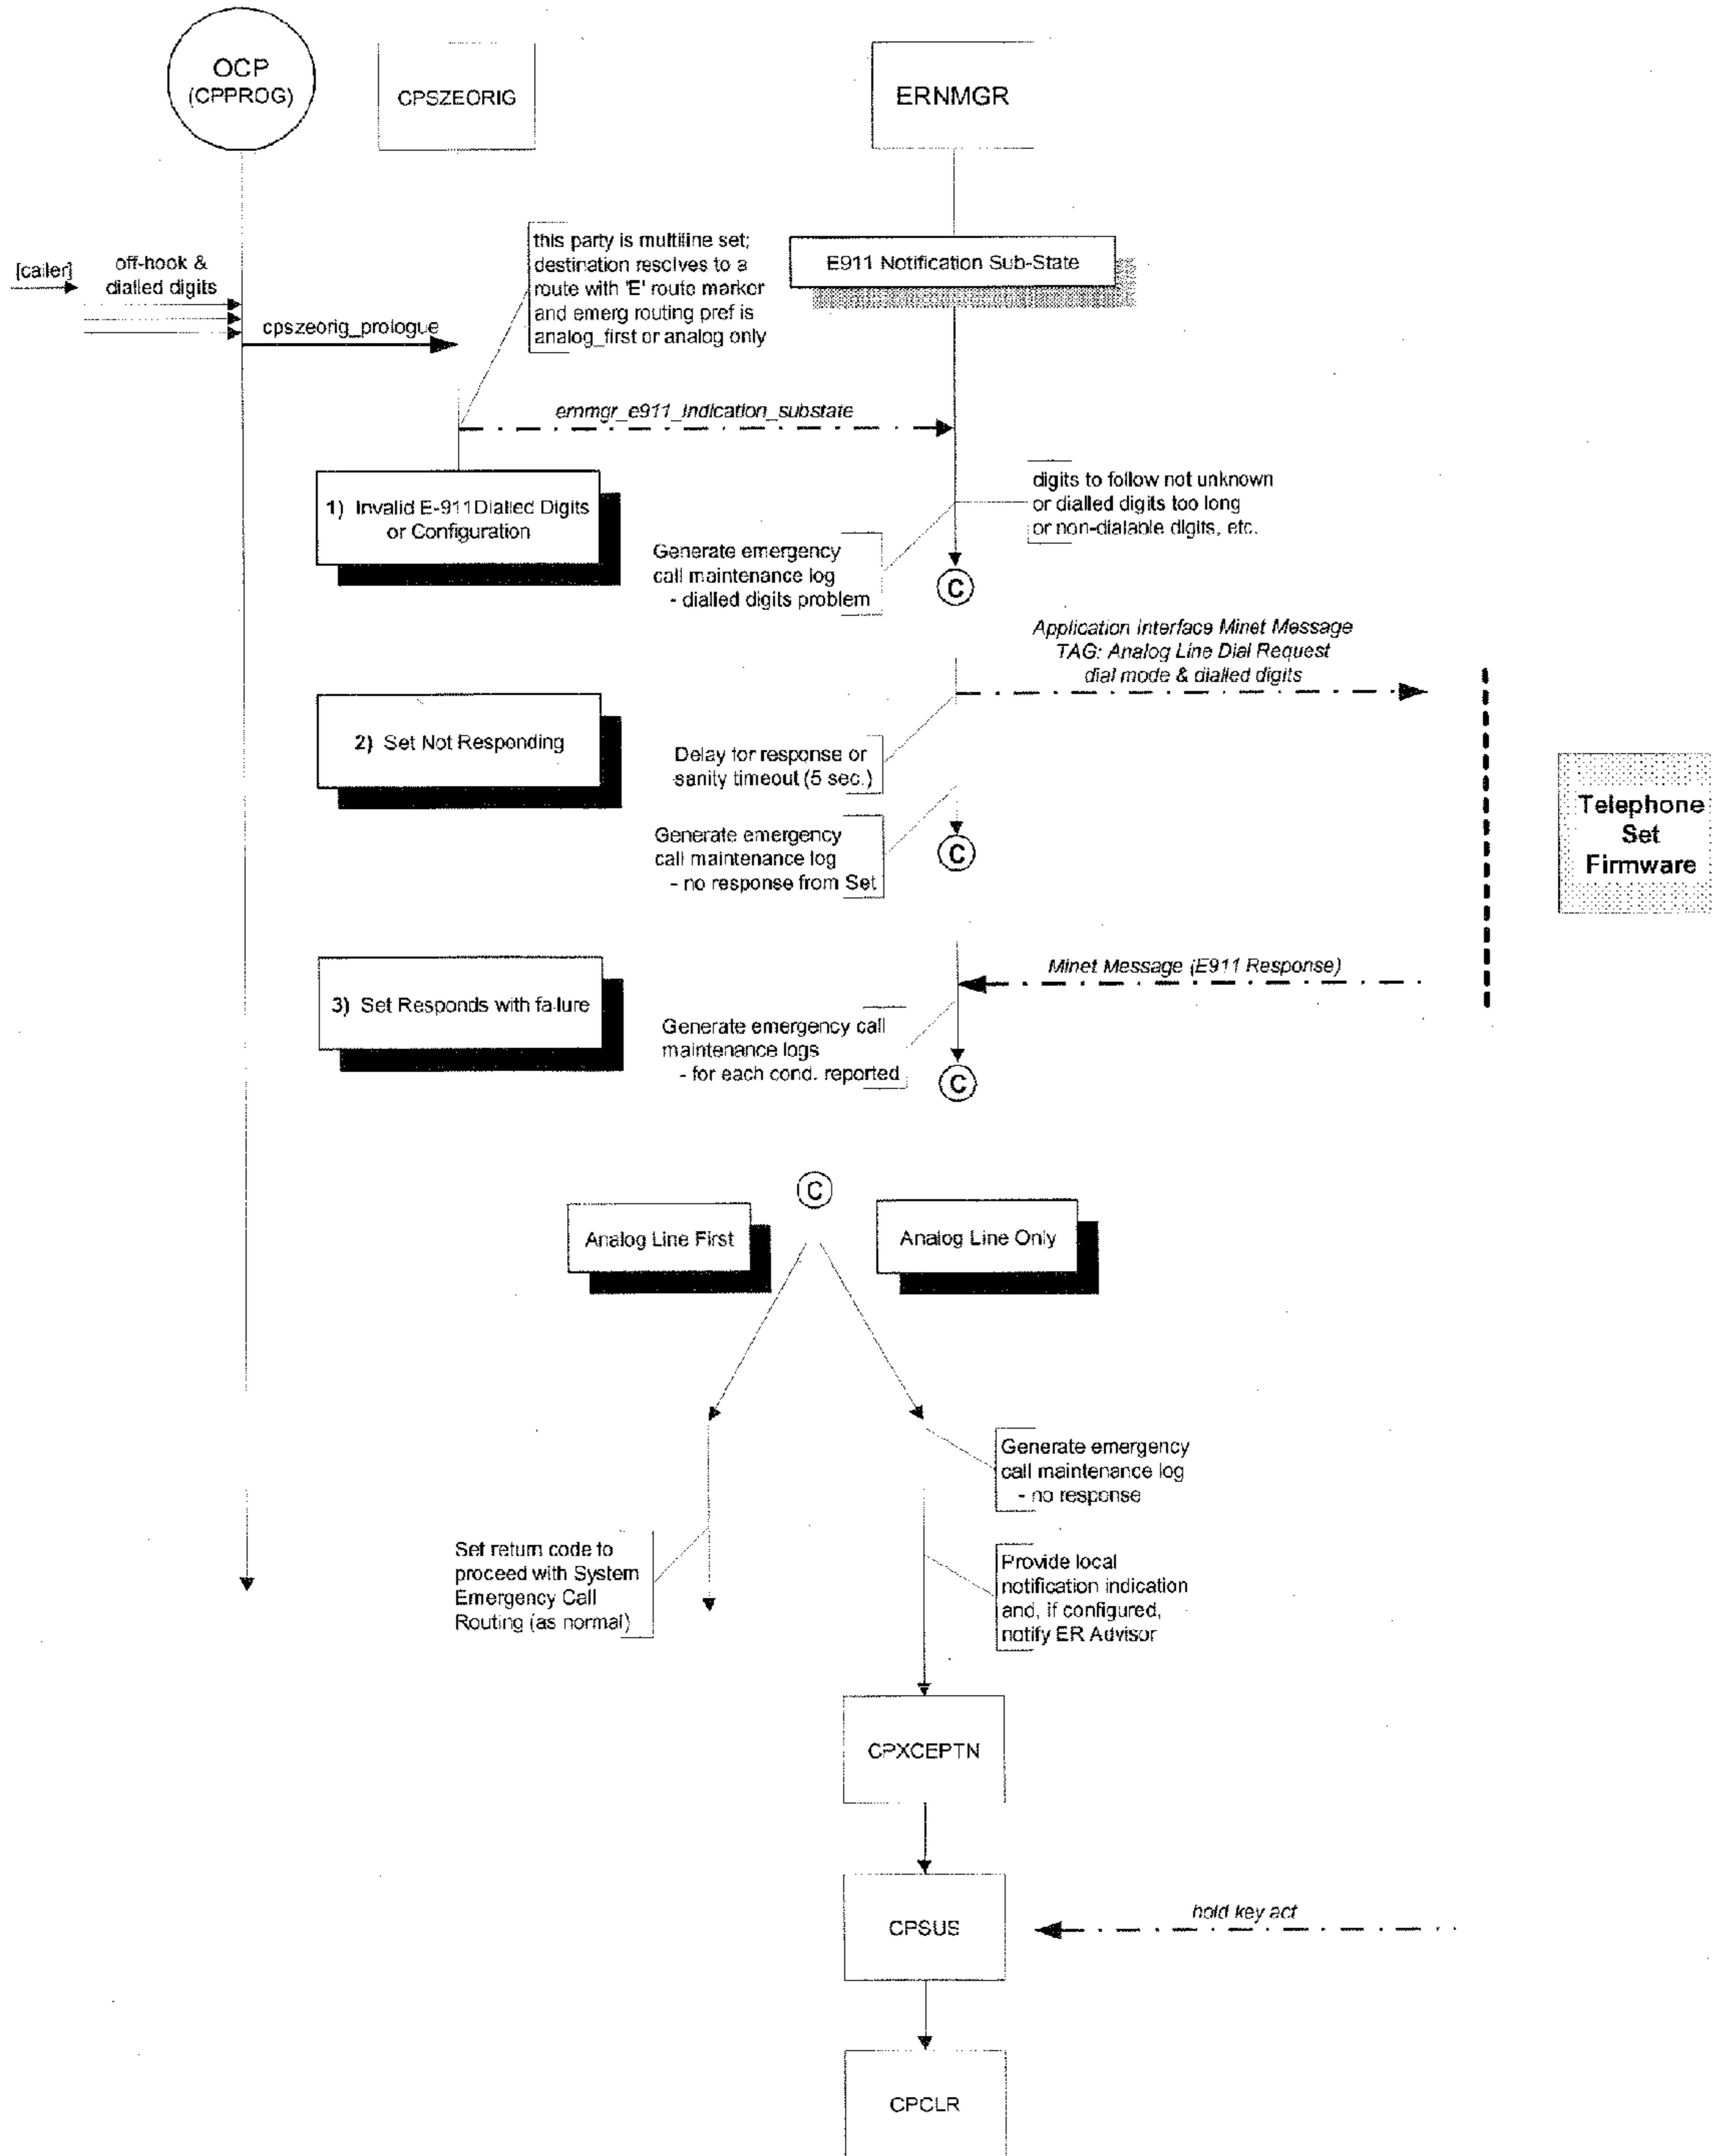 OCP
(CPPROG)
CPSZEORIG
ERNMGR
this party is multiline set;
destination resolves to a
route with 'E' route marker
and emerg routing pref is
analog_first or analog only
E911 Notification Sub-State
[caller]
off-hook &
dialled digits
cpszeorig_prologue
ernmgr_e911_indication_substate
1) Invalid E-911Dialled Digits
or Configuration
digits to follow not unknown
or dialled digits too long
or non-dialable digits, etc.
Generate emergency
call maintenance log
- dialled digits problem
C
Application Interface Minet Message
TAG: Analog Line Dial Request
dial mode & dialled digits
2) Set Not Responding
Delay for response or
sanity timeout (5 sec.)
Telephone
Set
Firmware
Generate emergency
call maintenance log
- no response from Set
C
Minet Message (E911 Response)
3) Set Responds with failure
Generate emergency call
maintenance logs
- for each cond. reported
C
C
Analog Line First
Analog Line Only
Generate emergency
call maintenance log
- no response
Set return code to
proceed with System
Emergency Call
Routing (as normal)
Provide local
notification indication
and, if configured,
notify ER Advisor
CPXCEPTN
CPSUS
hold key act
CPCLR